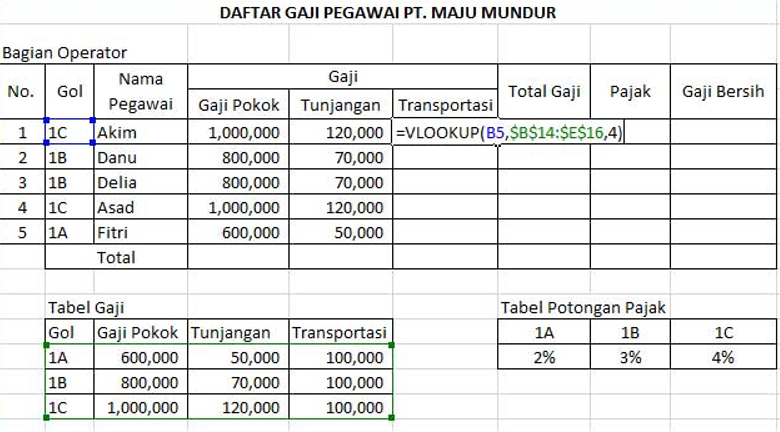 DAFTAR GAJI PEGAWAI PT. MAJU MUNDUR
Bagian Operator
No. Gol Nama Pegawai Gaji Total Gaji Pajak Gaji Bersih
Gaji Pokok Tunjangan Transportasi
1 1C Akim 1,000,000 120,000 =VLOOKUP(B5,$B$14:$E$16,4)
2 1B Danu 800,000 70,000
3 1B Delia 800,000 70,000
4 1C Asad 1,000,000 120,000
5 1A Fitri 600,000 50,000
Total
Tabel Gaji Tabel Potongan Pajak
Gol Gaji Pokok Tunjangan Transportasi 1A 1B 1C
1A 600,000 50,000 100,000 2% 3% 4%
1B 800,000 70,000 100,000
1C 1,000,000 120,000 100,000